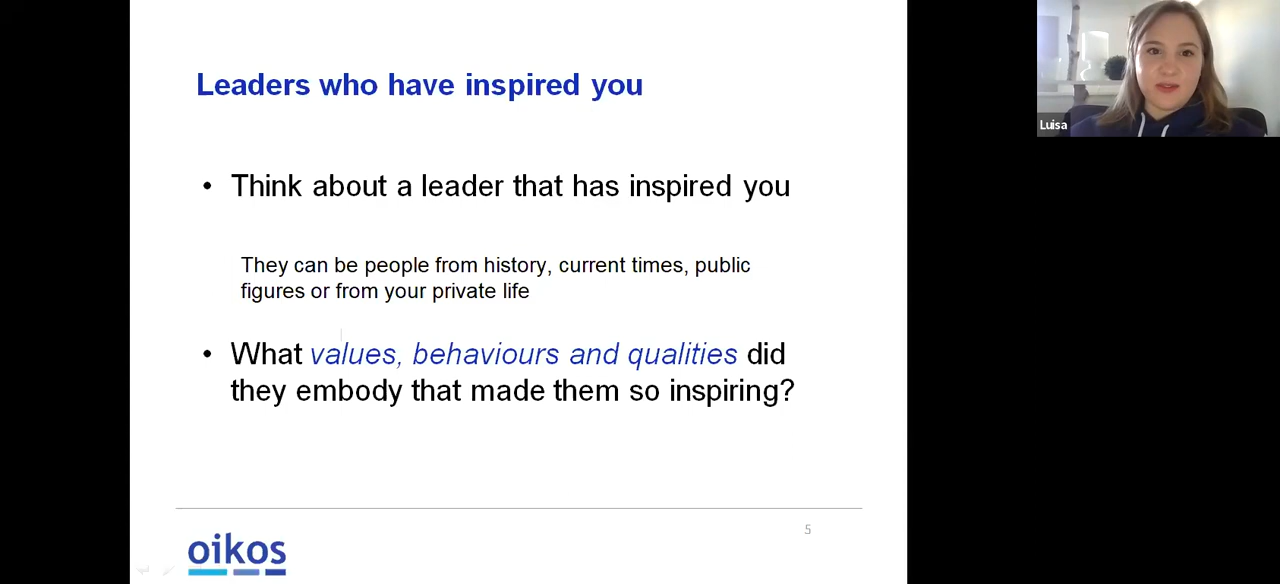 Leaders who have inspired you
Luisa
• Think about a leader that has inspired you
They can be people from history, current times, public
figures or from your private life
• What values, behaviours and qualities did
they embody that made them so inspiring?
5
oikos